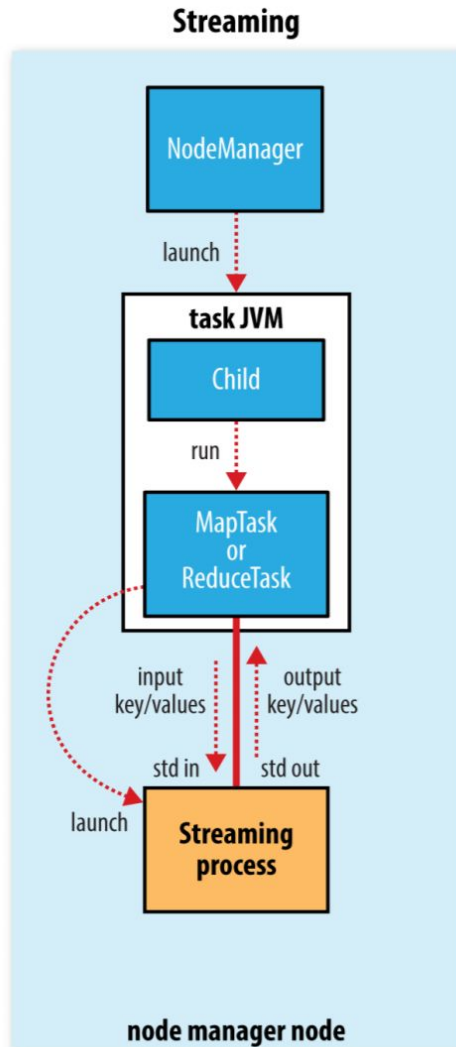 Streaming
NodeManager
launch
task JVM
Child
run
MapTask
or
ReduceTask
input
key/values
output
key/values
std in
std out
launch
Streaming
process
node manager node